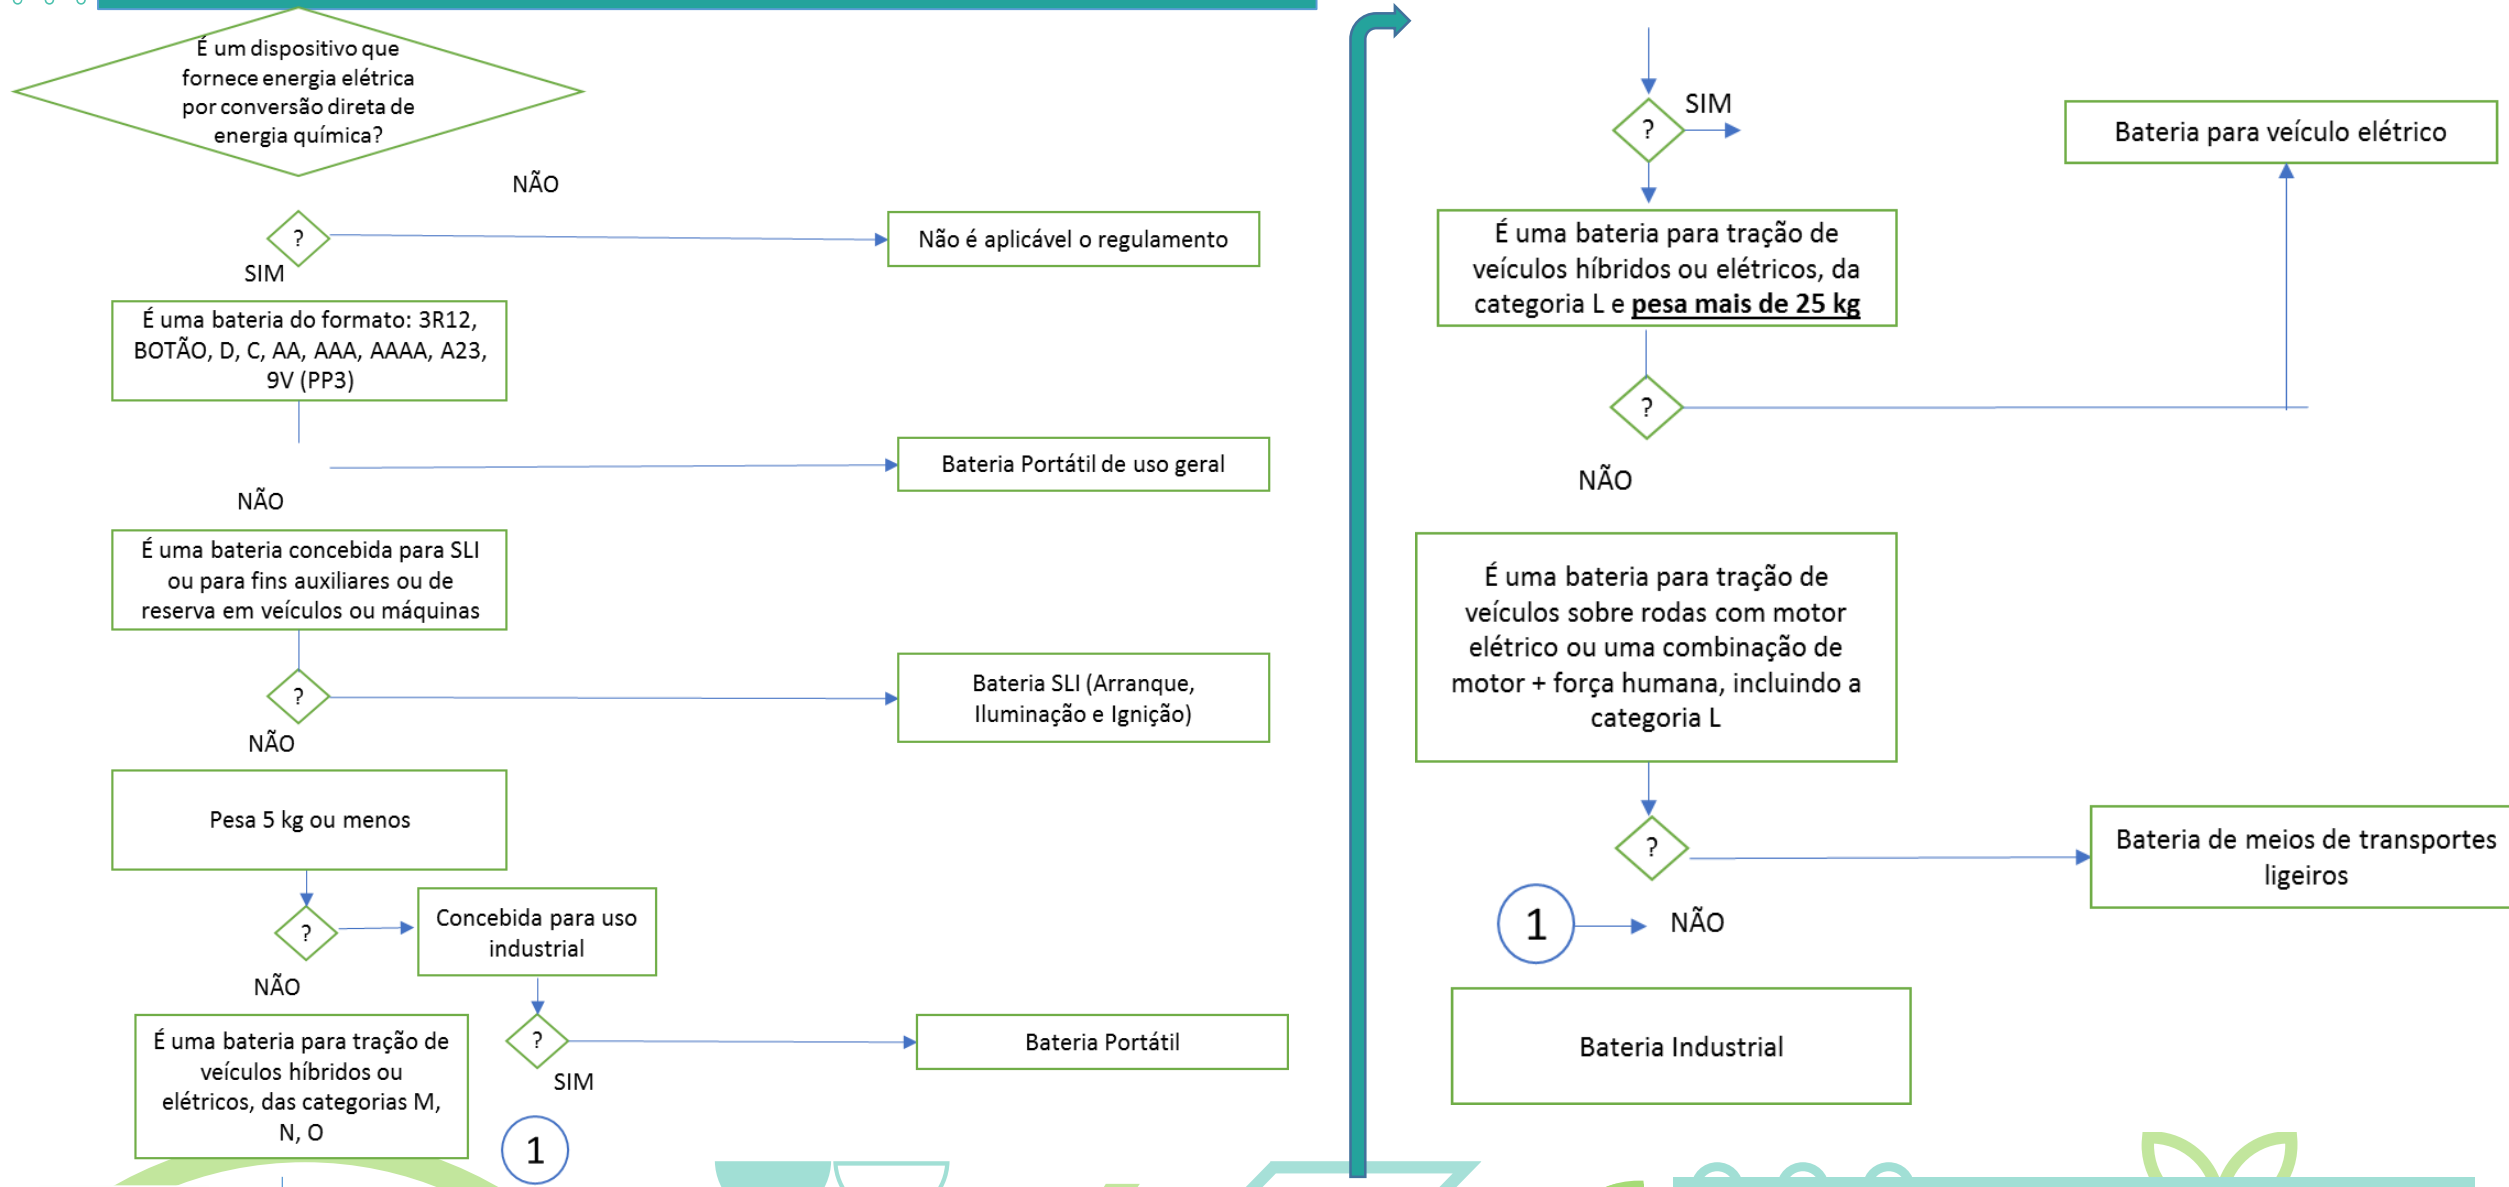 É um dispositivo que
fornece energia elétrica
por conversão direta de
energia química?
NÃO
?
Não é aplicável o regulamento
SIM
É uma bateria do formato: 3R12,
BOTÃO, D, C, AA, AAA, AAAA, A23,
9V (PP3)
Bateria Portátil de uso geral
NÃO
É uma bateria concebida para SLI
ou para fins auxiliares ou de
reserva em veículos ou máquinas
?
Bateria SLI (Arranque,
Iluminação e Ignição)
NÃO
Pesa 5 kg ou menos
?
Concebida para uso
industrial
NÃO
É uma bateria para tração de
veículos híbridos ou
elétricos, das categorias M,
N, O
?
Bateria Portátil
SIM
1
?
SIM
Bateria para veículo elétrico
É uma bateria para tração de
veículos híbridos ou elétricos, da
categoria L e pesa mais de 25 kg
?
NÃO
É uma bateria para tração de
veículos sobre rodas com motor
elétrico ou uma combinação de
motor + força humana, incluindo a
categoria L
?
Bateria de meios de transportes
ligeiros
1
NÃO
Bateria Industrial